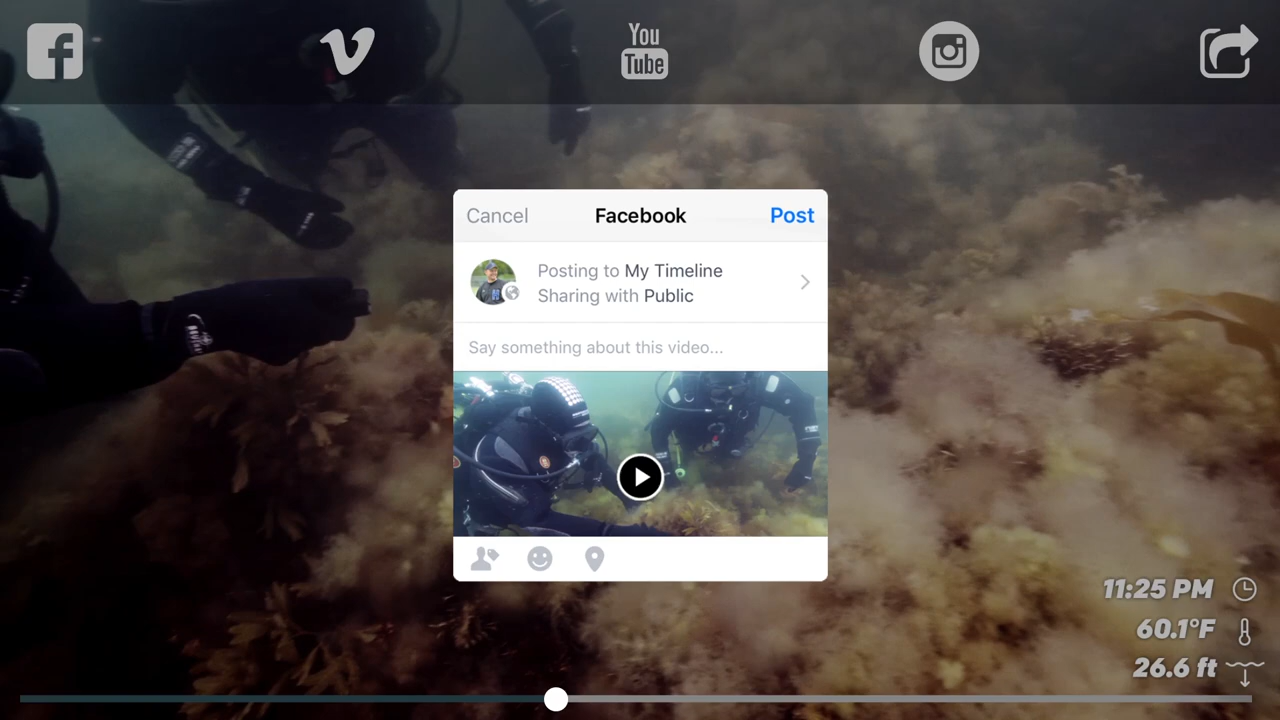 You
Tube
Cancel
Facebook
Post
Posting to My Timeline
Sharing with Public
Say something about this video...
11:25 PM
60.1°F
26.6 ft